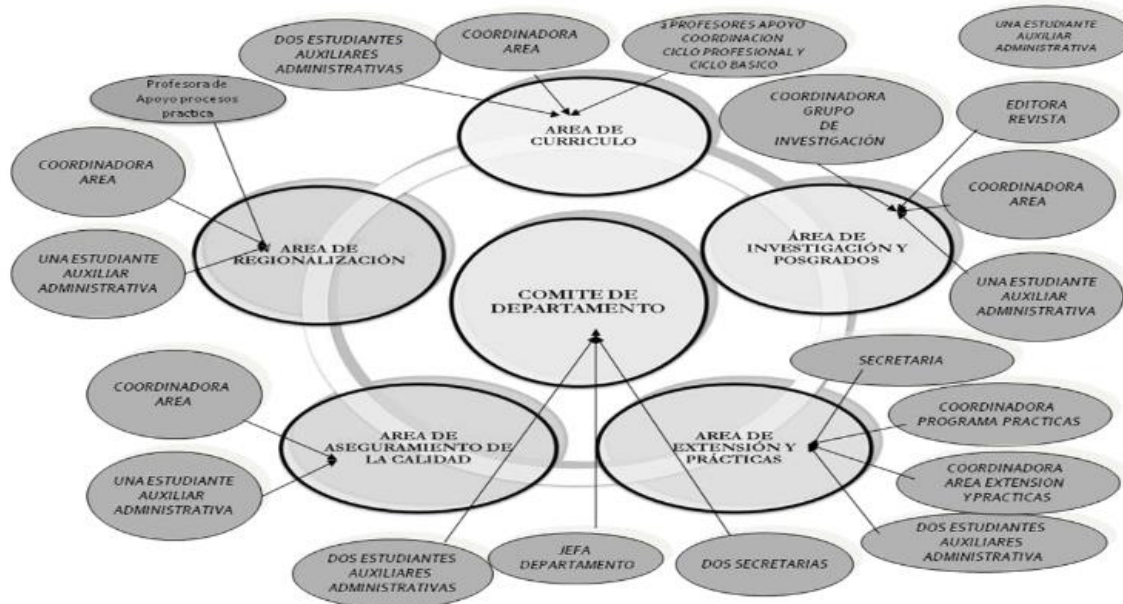 DOS ESTUDIANTES
AUXILIARES
ADMINISTRATIVAS
COORDINADORA
AREA
2 PROFESORES APOYO
COORDINACION
CICLO PROFESIONAL Y
CICLO BASICO
UNA ESTUDIANTE
AUXILIAR
ADMINISTRATIVA
Profesora de
Apoyo procesos
practica
COORDINADORA
GRUPO
DE
INVESTIGACIÓN
EDITORA
REVISTA
AREA DE
CURRICULO
COORDINADORA
AREA
COORDINADORA
AREA
AREA DE
REGIONALIZACIÓN
ÁREA DE
INVESTIGACIÓN Y
POSGRADOS
UNA ESTUDIANTE
AUXILIAR
ADMINISTRATIVA
UNA ESTUDIANTE
AUXILIAR
ADMINISTRATIVA
COMITE DE
DEPARTAMENTO
SECRETARIA
COORDINADORA
AREA
COORDINADORA
PROGRAMA PRACTICAS
AREA DE
ASEGURAMIENTO DE
LA CALIDAD
AREA DE
EXTENSIÓN Y
PRÁCTICAS
UNA ESTUDIANTE
AUXILIAR
ADMINISTRATIVA
COORDINADORA
AREA EXTENSION
Y PRACTICAS
DOS ESTUDIANTES
AUXILIARES
ADMINISTRATIVA
DOS ESTUDIANTES
AUXILIARES
ADMINISTRATIVAS
JEFA
DEPARTAMENTO
DOS SECRETARIAS